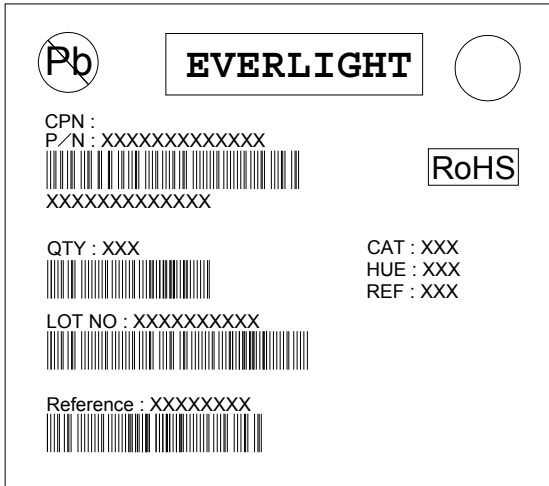 Pb
EVERLIGHT
CPN :
P/N : XXXXXXXXXXXXX
XXXXXXXXXXXXX
RoHS
QTY : XXX
CAT : XXX
HUE : XXX
REF : XXX
LOT NO : XXXXXXXXXX
Reference : XXXXXXXX